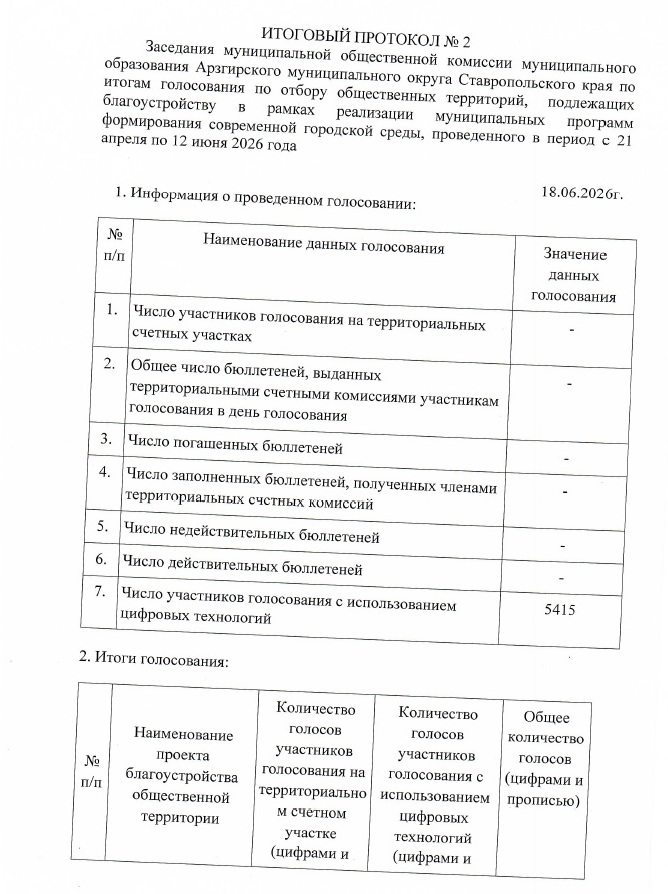 ИТОГОВЫЙ ПРОТОКОЛ № 2
Заседания муниципальной общественной комиссии муниципального
образования Арзгирского муниципального округа Ставропольского края по
итогам голосования по отбору общественных территорий, подлежащих
благоустройству в рамках реализации муниципальных программ
формирования современной городской среды, проведенного в период с 21
апреля по 12 июня 2026 года
18.06.2026г.
1. Информация о проведенном голосовании:
№
п/п
Наименование данных голосования
Значение
данных
голосования
1.
Число участников голосования на территориальных
счетных участках
-
2.
Общее число бюллетеней, выданных
территориальными счетными комиссиями участникам
голосования в день голосования
-
3.
Число погашенных бюллетеней
-
4.
Число заполненных бюллетеней, полученных членами
территориальных счстных комиссий
-
5.
Число недействительных бюллетеней
-
6.
Число действительных бюллетеней
-
7.
Число участников голосования с использованием
цифровых технологий
5415
2. Итоги голосования:
№
п/п
Наименование
проекта
благоустройства
общественной
территории
Количество
голосов
участников
голосования на
территориально
м счетном
участке
(цифрами и
Количество
голосов
участников
голосования с
использованием
цифровых
технологий
(цифрами и
Общее
количество
голосов
(цифрами и
прописью)